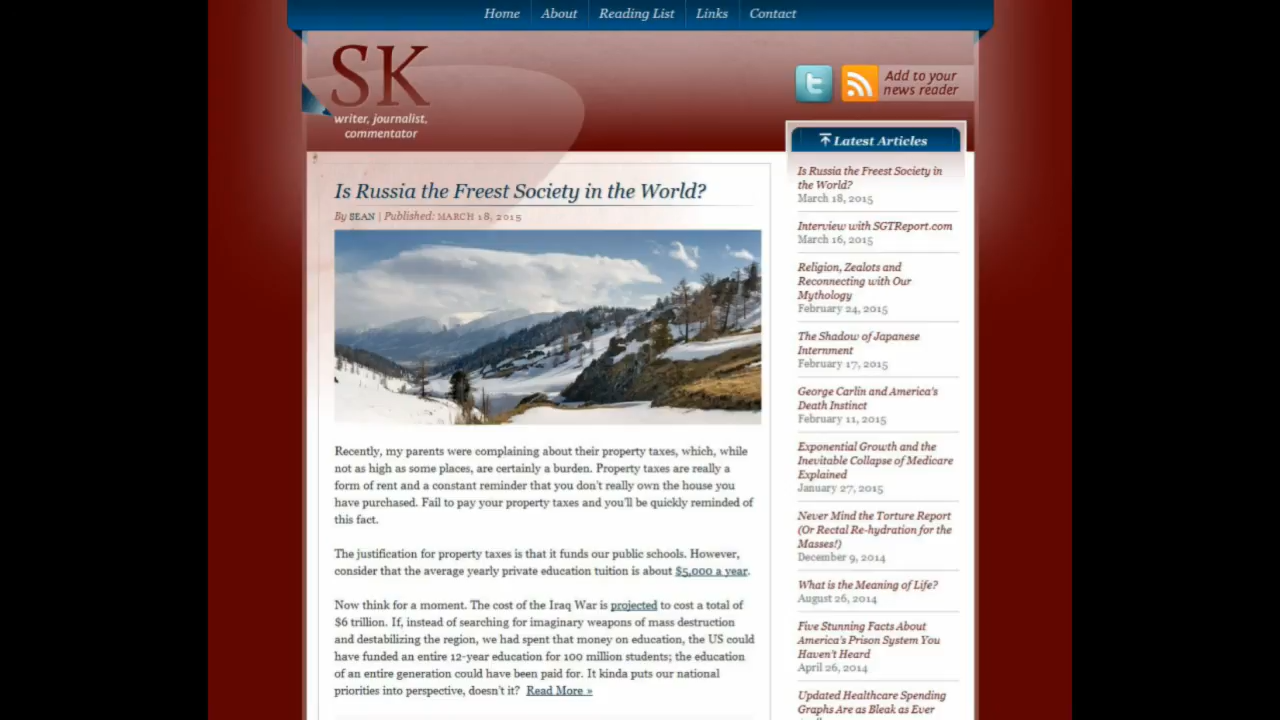 Home About Reading List Links Contact
SK
writer, journalist,
commentator
Add to your
news reader
Is Russia the Freest Society in the World?
By SEAN | Published: MARCH 18, 2015
Recently, my parents were complaining about their property taxes, which, while
not as high as some places, are certainly a burden. Property taxes are really a
form of rent and a constant reminder that you don't really own the house you
have purchased. Fail to pay your property taxes and you'll be quickly reminded of
this fact.
The justification for property taxes is that it funds our public schools. However,
consider that the average yearly private education tuition is about $5,000 a year.
Now think for a moment. The cost of the Iraq War is projected to cost a total of
$6 trillion. If, instead of searching for imaginary weapons of mass destruction
and destabilizing the region, we had spent that money on education, the US could
have funded an entire 12-year education for 100 million students; the education
of an entire generation could have been paid for. It kinda puts our national
priorities into perspective, doesn't it? Read More »
Latest Articles
Is Russia the Freest Society in
the World?
March 18, 2015
Interview with SGTReport.com
March 16, 2015
Religion, Zealots and
Reconnecting with Our
Mythology
February 24, 2015
The Shadow of Japanese
Internment
February 17, 2015
George Carlin and America's
Death Instinct
February 11, 2015
Exponential Growth and the
Inevitable Collapse of Medicare
Explained
January 27, 2015
Never Mind the Torture Report
(Or Rectal Re-hydration for the
Masses!)
December 9, 2014
What is the Meaning of Life?
August 26, 2014
Five Stunning Facts About
America's Prison System You
Haven't Heard
April 26, 2014
Updated Healthcare Spending
Graphs Are as Bleak as Ever